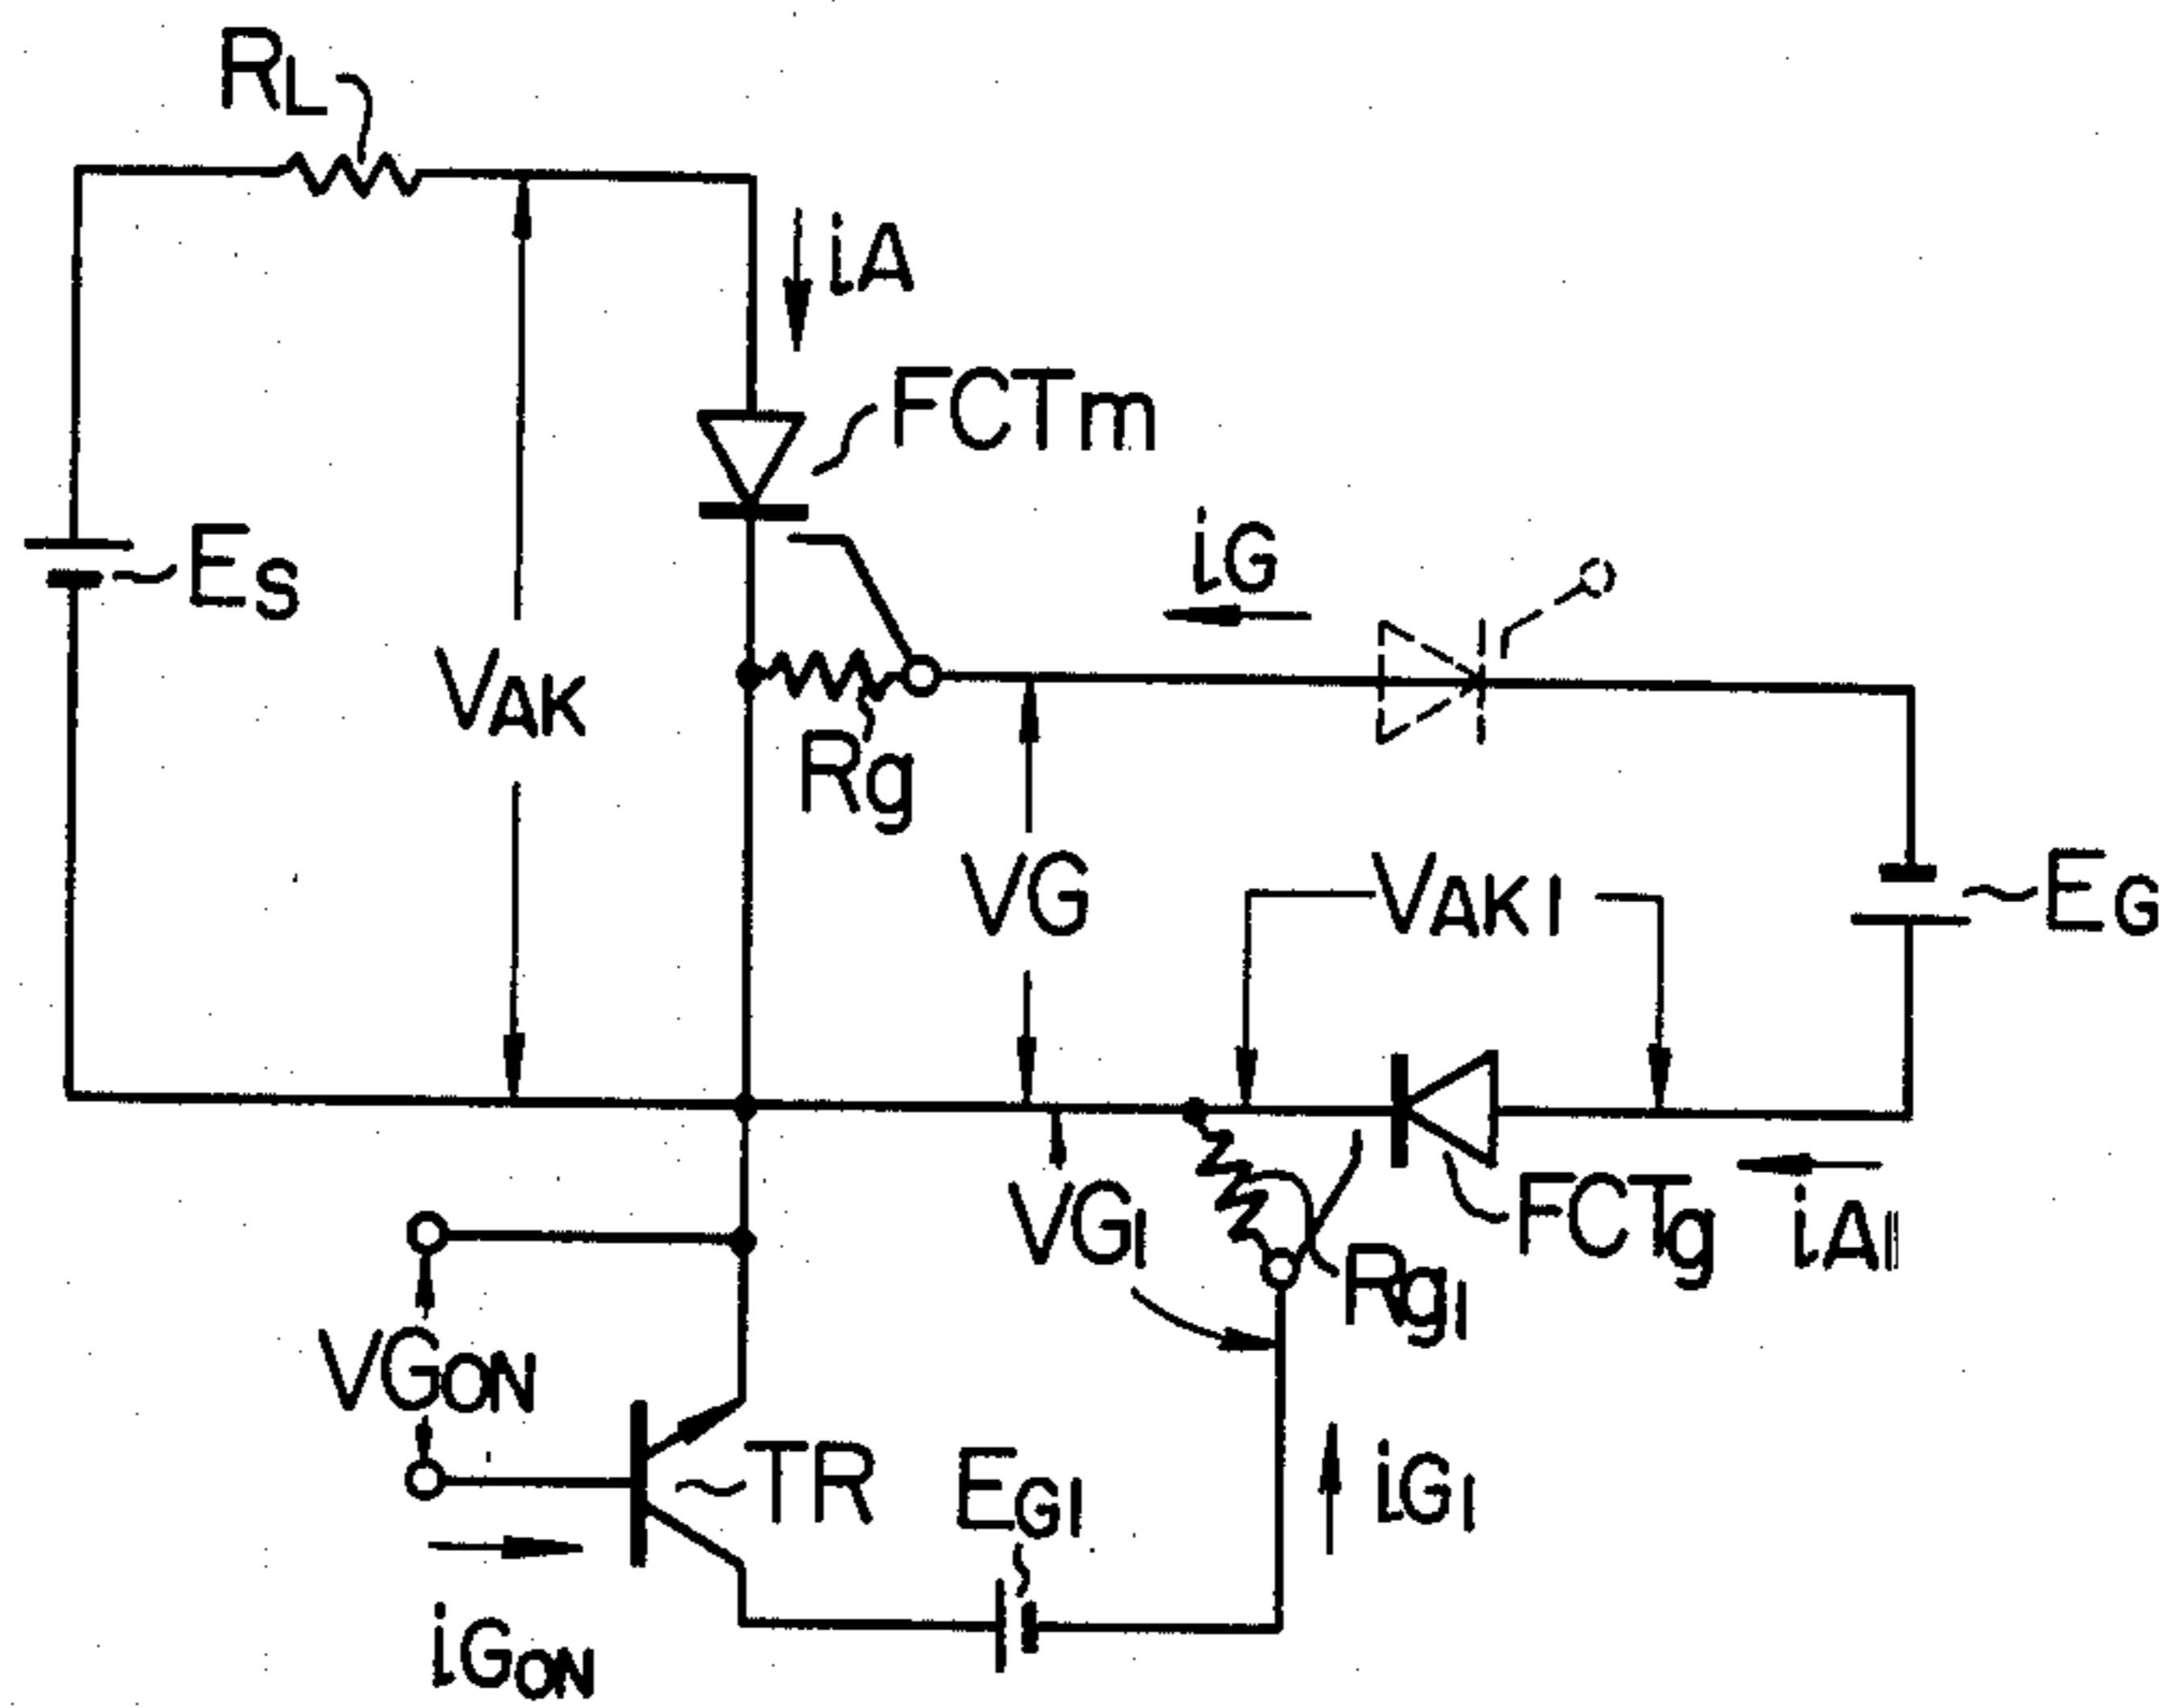 RL
iA
FCTm
iG
ES
VAK
Rg
VG
VAK1
EG
VG1
FCTg
iA1
Rg1
VGON
TR
EG1
iG1
iGON